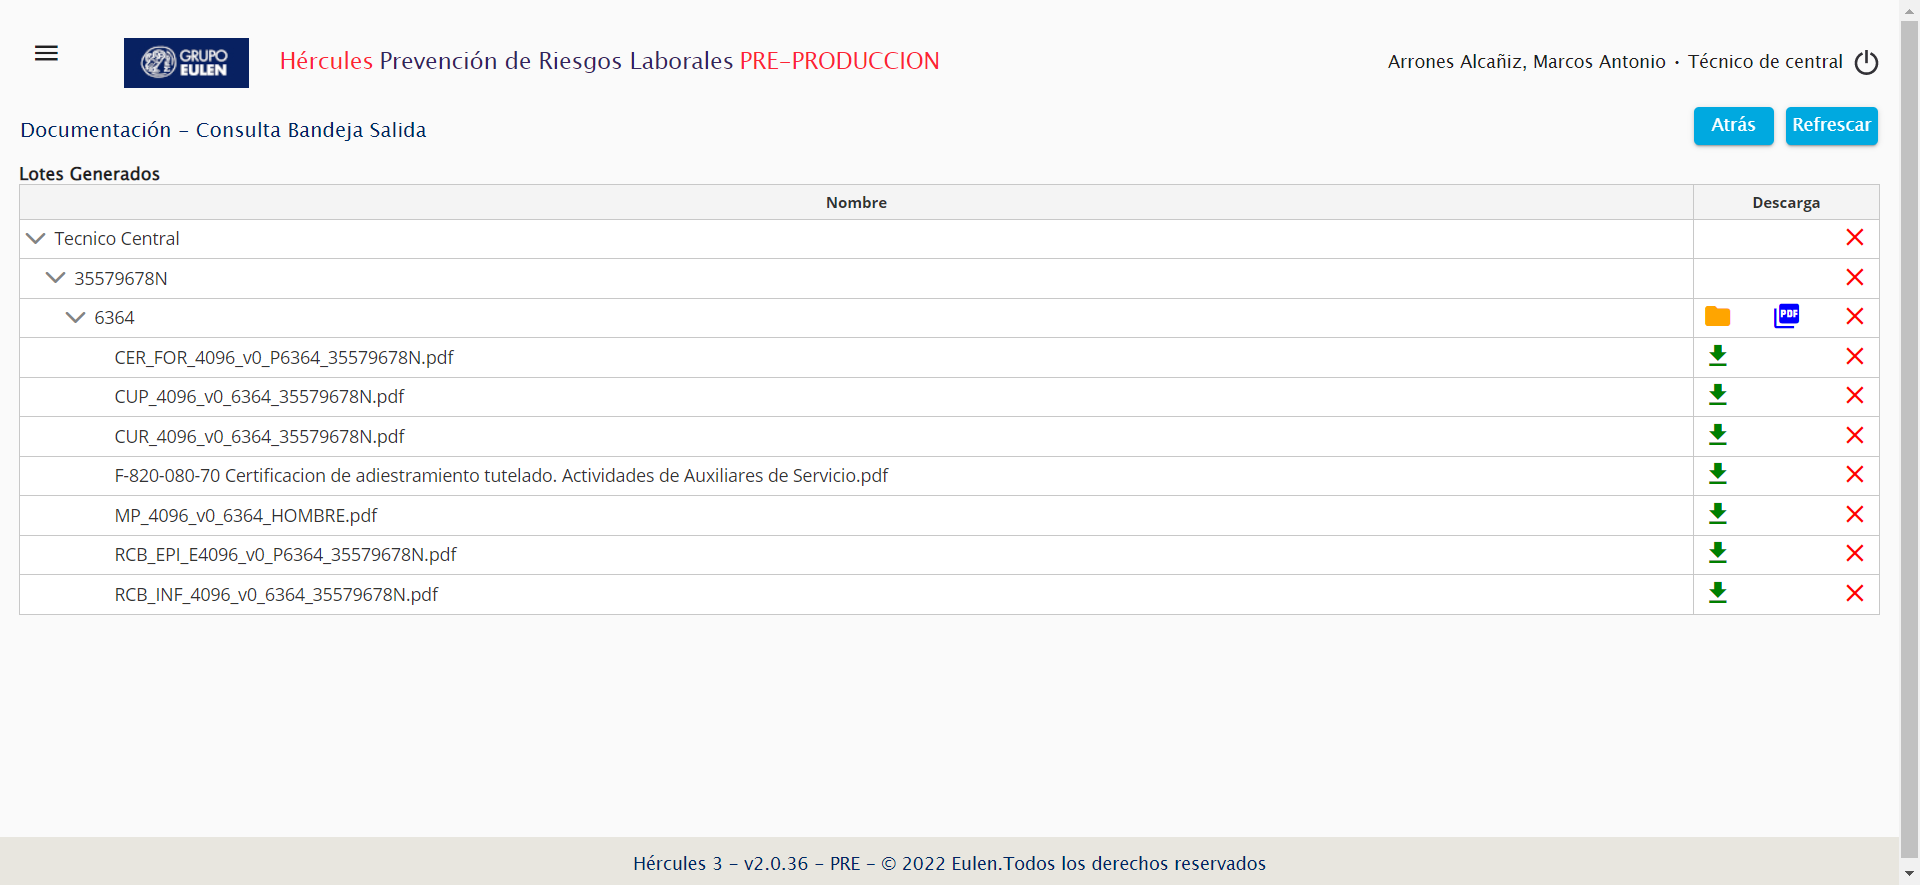 GRUPO
EULEN
Hércules Prevención de Riesgos Laborales PRE-PRODUCCION
Arrones Alcañiz, Marcos Antonio · Técnico de central
Documentación - Consulta Bandeja Salida
Atrás
Refrescar
Lotes Generados
Nombre
Descarga
Tecnico Central
35579678N
6364
PDF
CER_FOR_4096_v0_P6364_35579678N.pdf
CUP_4096_v0_6364_35579678N.pdf
CUR_4096_v0_6364_35579678N.pdf
F-820-080-70 Certificacion de adiestramiento tutelado. Actividades de Auxiliares de Servicio.pdf
MP_4096_v0_6364_HOMBRE.pdf
RCB_EPI_E4096_v0_P6364_35579678N.pdf
RCB_INF_4096_v0_6364_35579678N.pdf
Hércules 3 - v2.0.36 - PRE - © 2022 Eulen.Todos los derechos reservados